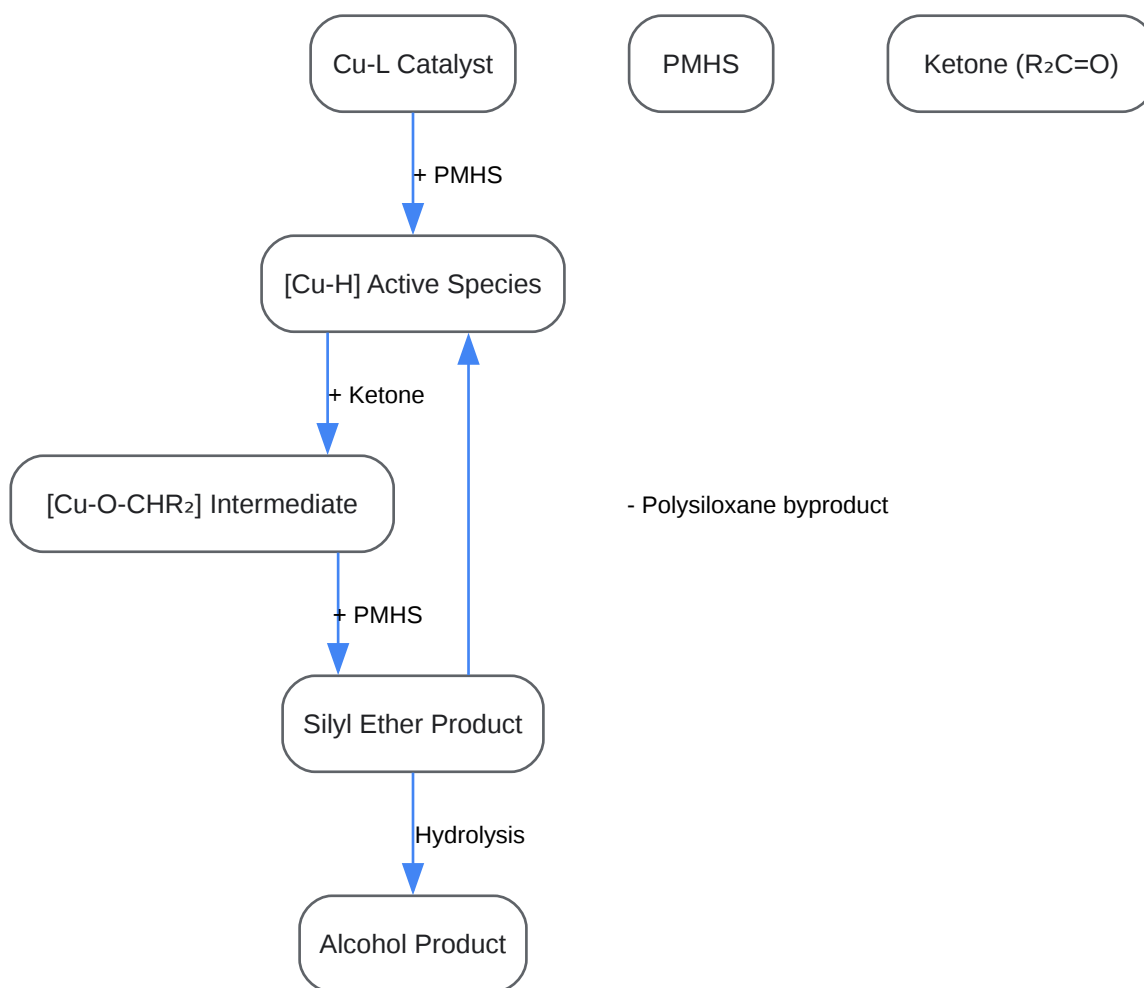 Cu-L Catalyst
PMHS
Ketone (R₂C=O)
+ PMHS
[Cu-H] Active Species
+ Ketone
[Cu-O-CHR₂] Intermediate
- Polysiloxane byproduct
+ PMHS
Silyl Ether Product
Hydrolysis
Alcohol Product